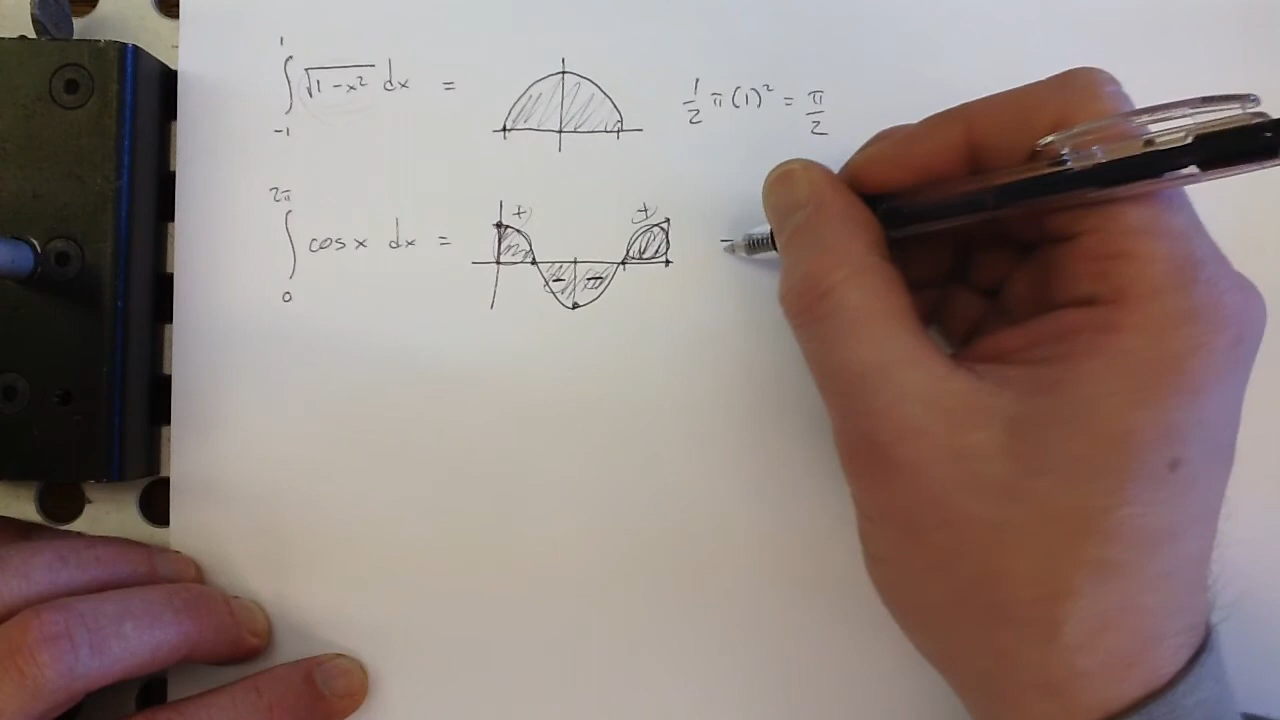 ∫_{-1}^{1} √(1-x²) dx = ½ π(1)² = π/2
∫_{0}^{2π} cos x dx = + - - + -